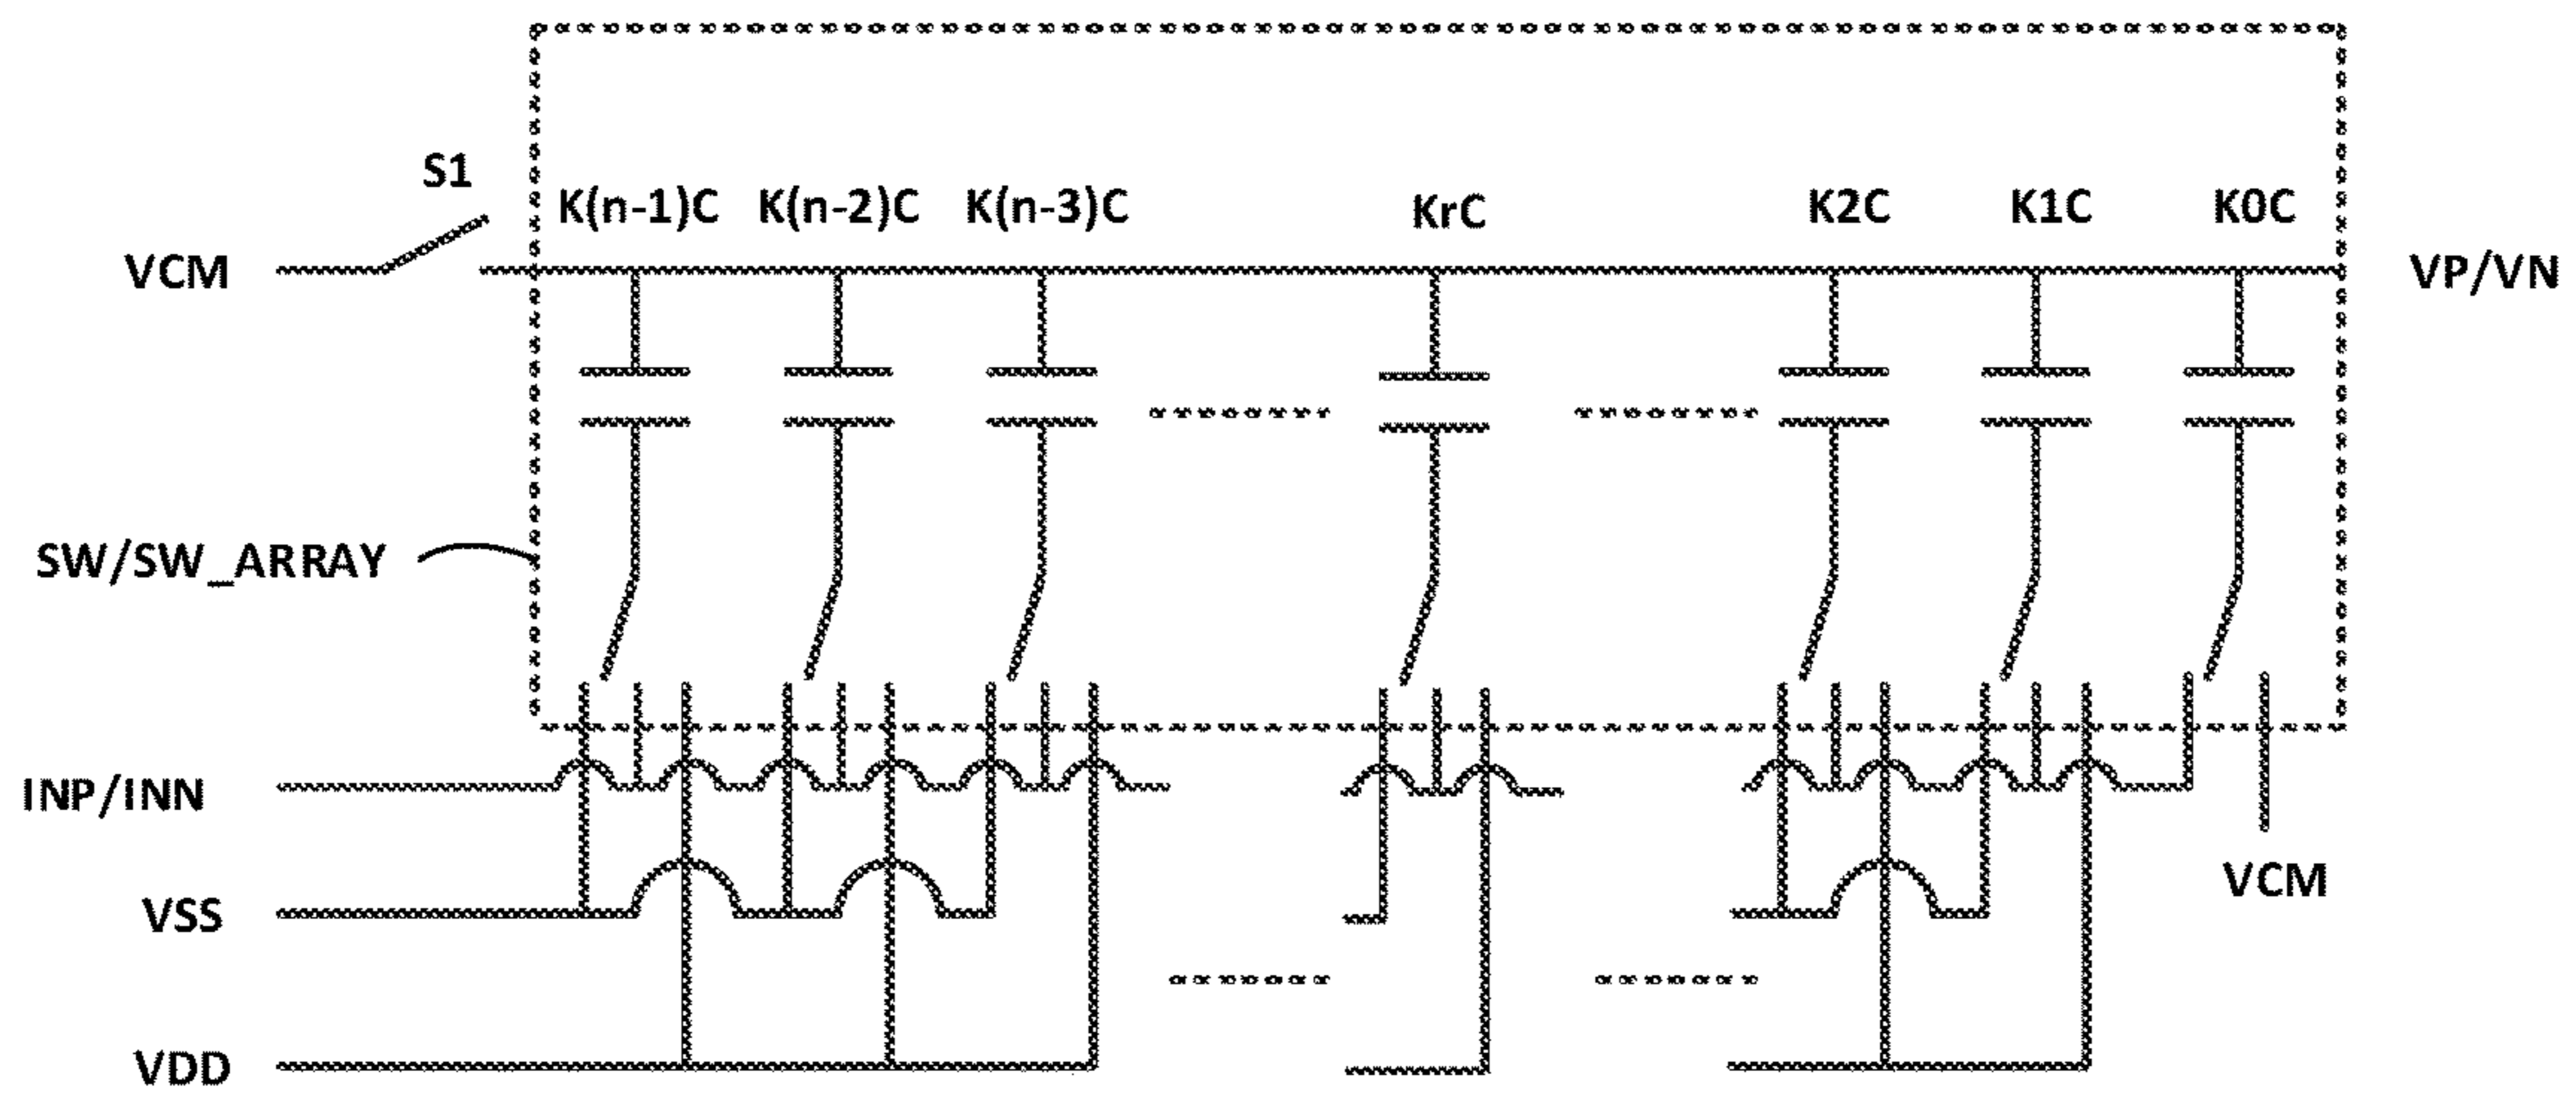 S1
K(n-1)C K(n-2)C K(n-3)C KrC K2C K1C K0C
VCM VP/VN
SW/SW_ARRAY
INP/INN
VCM
VSS
VDD